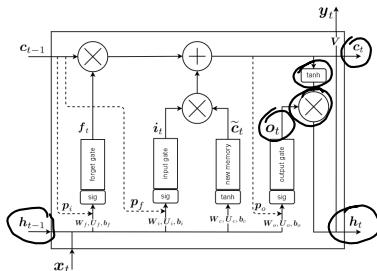 y_t
V
c_{t-1}
c_t
tanh
f_t
i_t
c̃_t
o_t
forget gate
input gate
new memory
output gate
p_i
p_f
p_o
sig
sig
tanh
sig
h_{t-1}
W_f, U_f, b_f
W_i, U_i, b_i
W_c, U_c, b_c
W_o, U_o, b_o
h_t
x_t